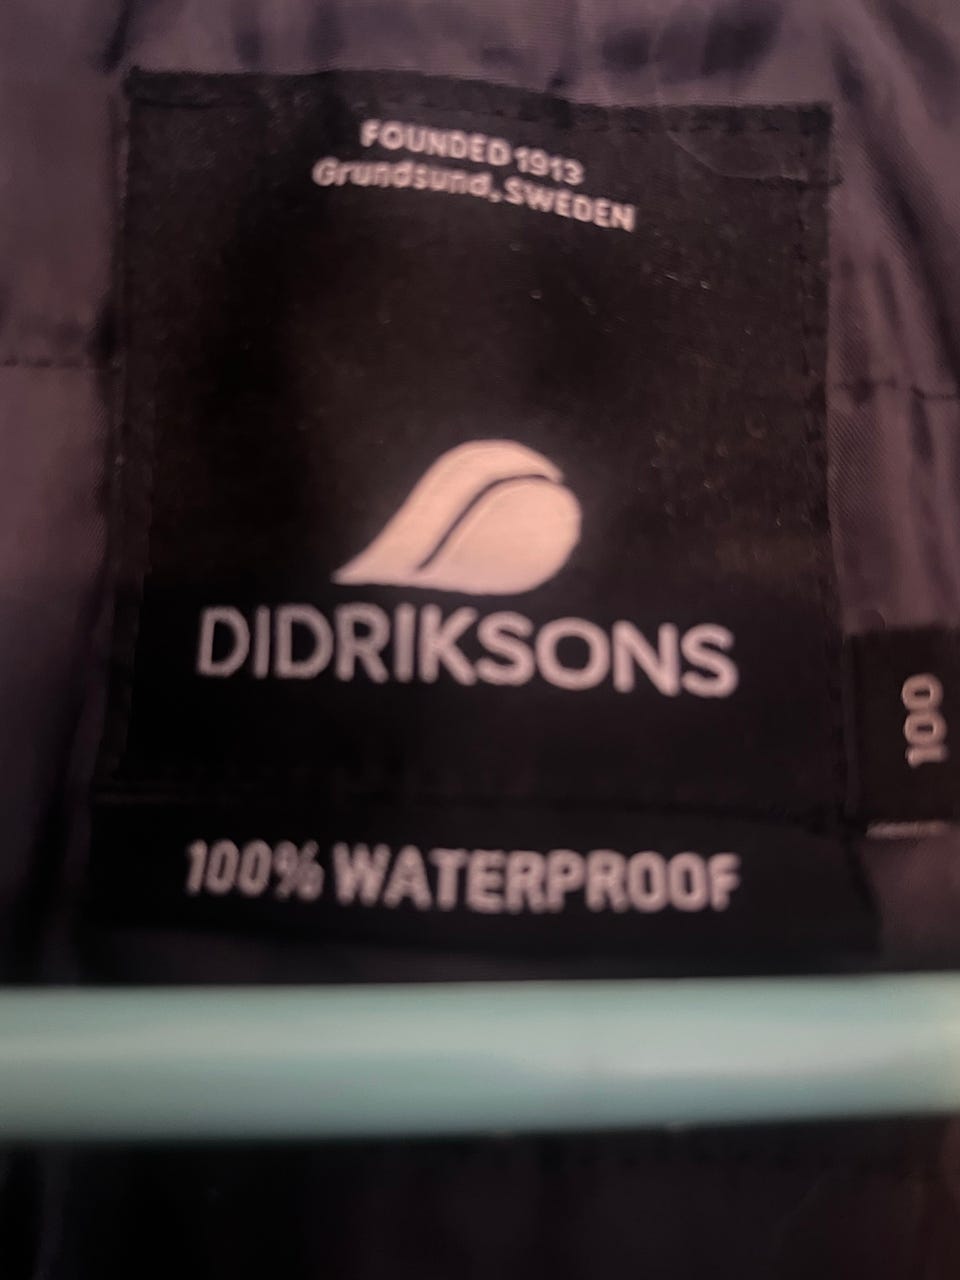 FOUNDED 1913
Grundsund, SWEDEN
DIDRIKSONS
100% WATERPROOF
100